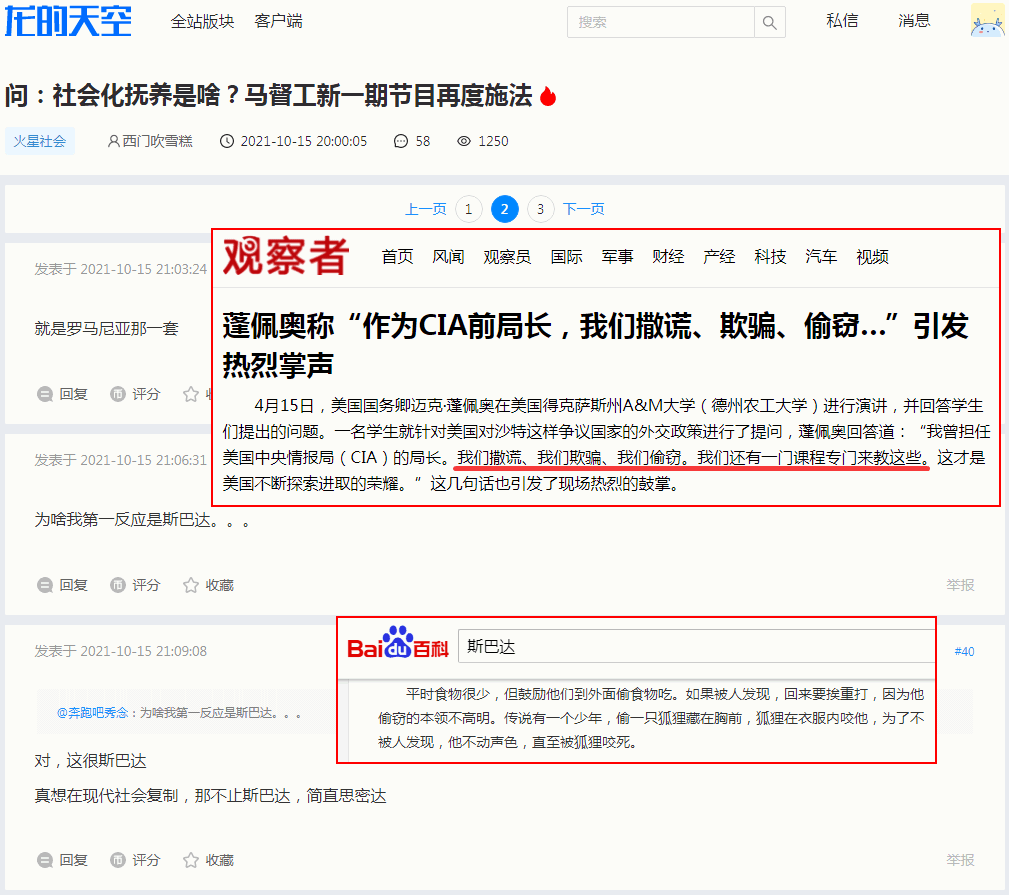 龙的天空 全站版块 客户端 搜索 私信 消息
问：社会化抚养是啥？马督工新一期节目再度施法
火星社会 西门吹雪糕 2021-10-15 20:00:05 58 1250
上一页 1 2 3 下一页
发表于 2021-10-15 21:03:24
就是罗马尼亚那一套
回复 币 评分
观察者 首页 风闻 观察员 国际 军事 财经 产经 科技 汽车 视频
蓬佩奥称“作为CIA前局长，我们撒谎、欺骗、偷窃...”引发
热烈掌声
4月15日，美国国务卿迈克·蓬佩奥在美国得克萨斯州A&M大学（德州农工大学）进行演讲，并回答学生
们提出的问题。一名学生就针对美国对沙特这样争议国家的外交政策进行了提问，蓬佩奥回答道：“我曾担任
美国中央情报局（CIA）的局长。我们撒谎、我们欺骗、我们偷窃。我们还有一门课程专门来教这些。这才是
美国不断探索进取的荣耀。“ 这几句话也引发了现场热烈的鼓掌。
发表于 2021-10-15 21:06:31
为啥我第一反应是斯巴达。。。
回复 币 评分 收藏 举报
发表于 2021-10-15 21:09:08 #40
@奔跑吧秀念：为啥我第一反应是斯巴达。。。
Bai du 百科 斯巴达
平时食物很少，但鼓励他们到外面偷食物吃。如果被人发现，回来要挨重打，因为他
偷窃的本领不高明。传说有一个少年，偷一只狐狸藏在胸前，狐狸在衣服内咬他，为了不
被人发现，他不动声色，直至被狐狸咬死。
对，这很斯巴达
真想在现代社会复制，那不止斯巴达，简直思密达
回复 币 评分 收藏 举报